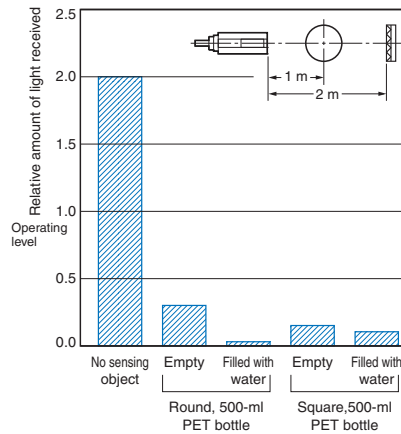 Relative amount of light received
2.0
1.5
1.0
Operating
level
0.5
0.0
1 m
2 m
No sensing
object
Empty
Filled with
water
Empty
Filled with
water
Round, 500-ml
PET bottle
Square,500-ml
PET bottle